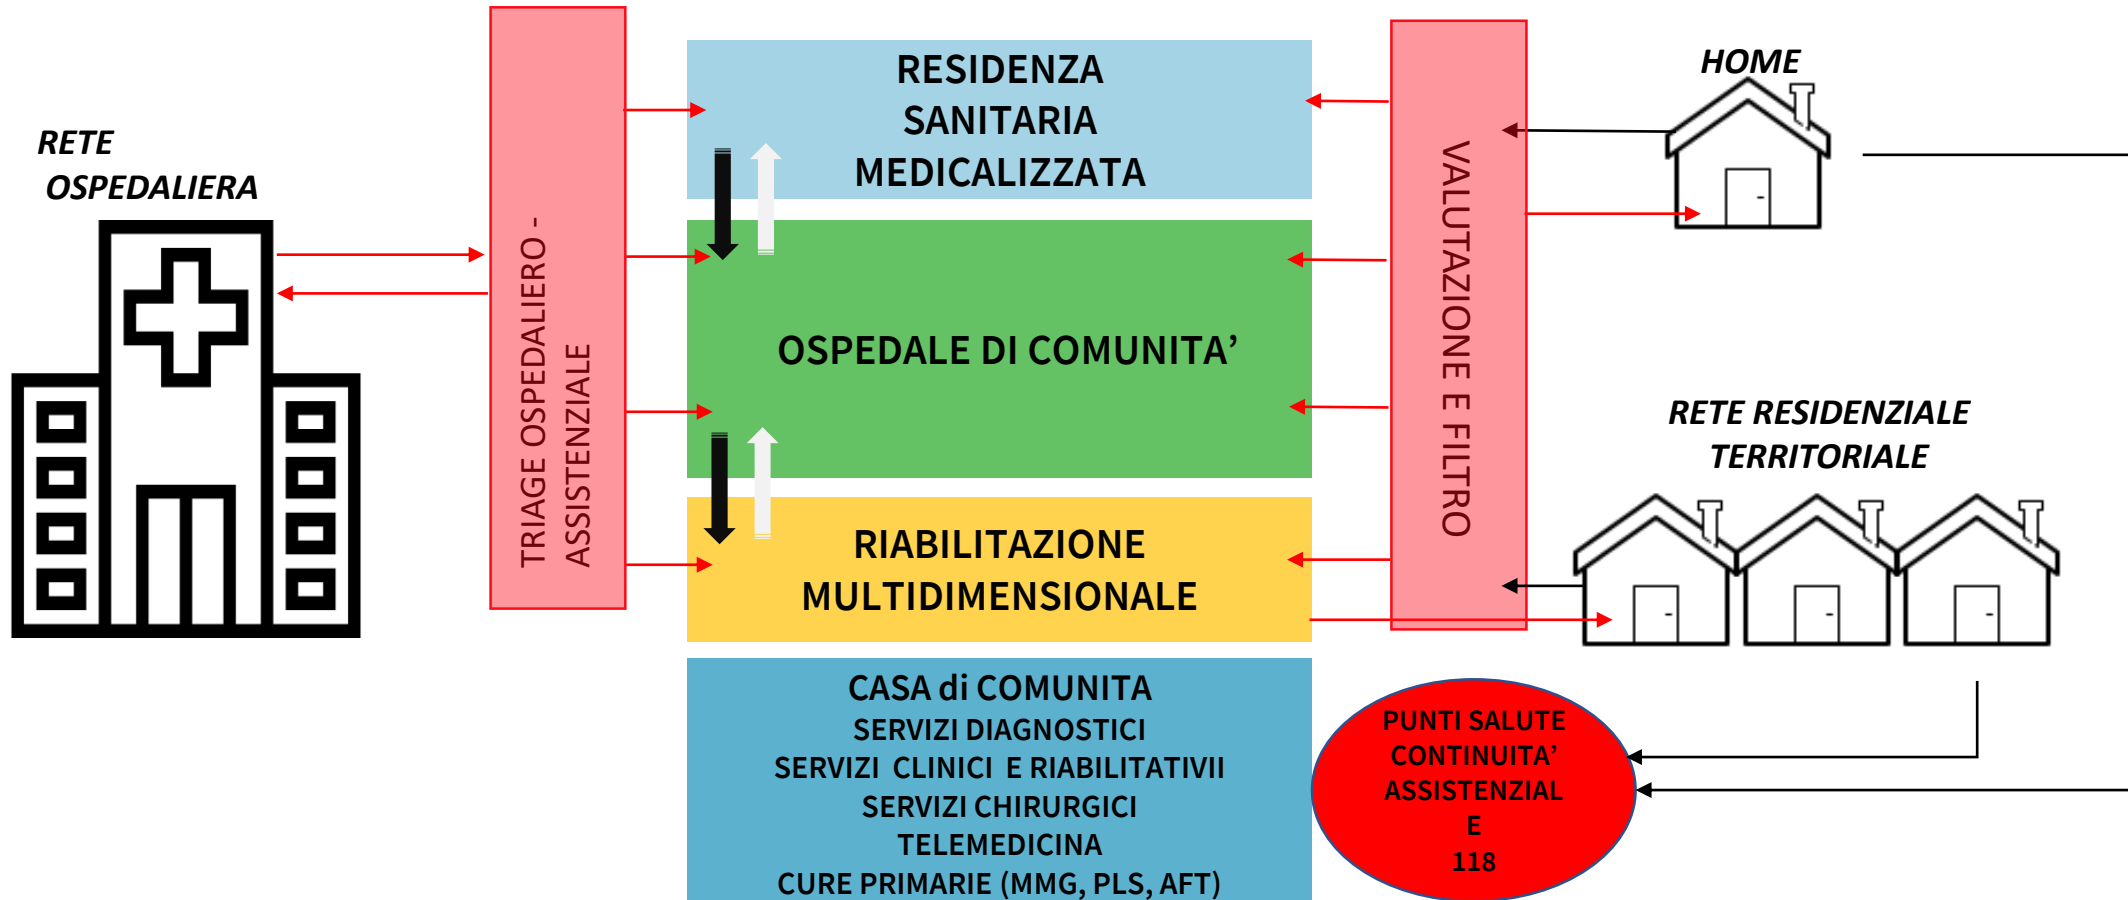 RETE
OSPEDALIERA
TRIAGE OSPEDALIERO -
ASSISTENZIALE
RESIDENZA
SANITARIA
MEDICALIZZATA
OSPEDALE DI COMUNITA’
RIABILITAZIONE
MULTIDIMENSIONALE
CASA di COMUNITA
SERVIZI DIAGNOSTICI
SERVIZI CLINICI E RIABILITATIVII
SERVIZI CHIRURGICI
TELEMEDICINA
CURE PRIMARIE (MMG, PLS, AFT)
VALUTAZIONE E FILTRO
HOME
RETE RESIDENZIALE
TERRITORIALE
PUNTI SALUTE
CONTINUITA’
ASSISTENZIAL
E
118